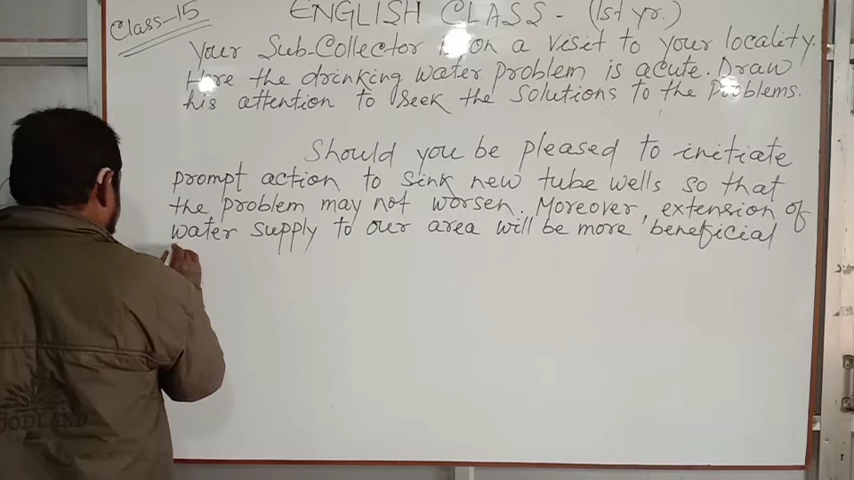 Class-15
ENGLISH CLASS - (1st yr.)
Your Sub-Collector is on a visit to your locality.
Here the drinking water problem is acute. Draw
his attention to seek the solutions to the problems.
Should you be pleased to initiate
prompt action to sink new tube wells so that
the problem may not worsen. Moreover, extension of
water supply to our area will be more beneficial